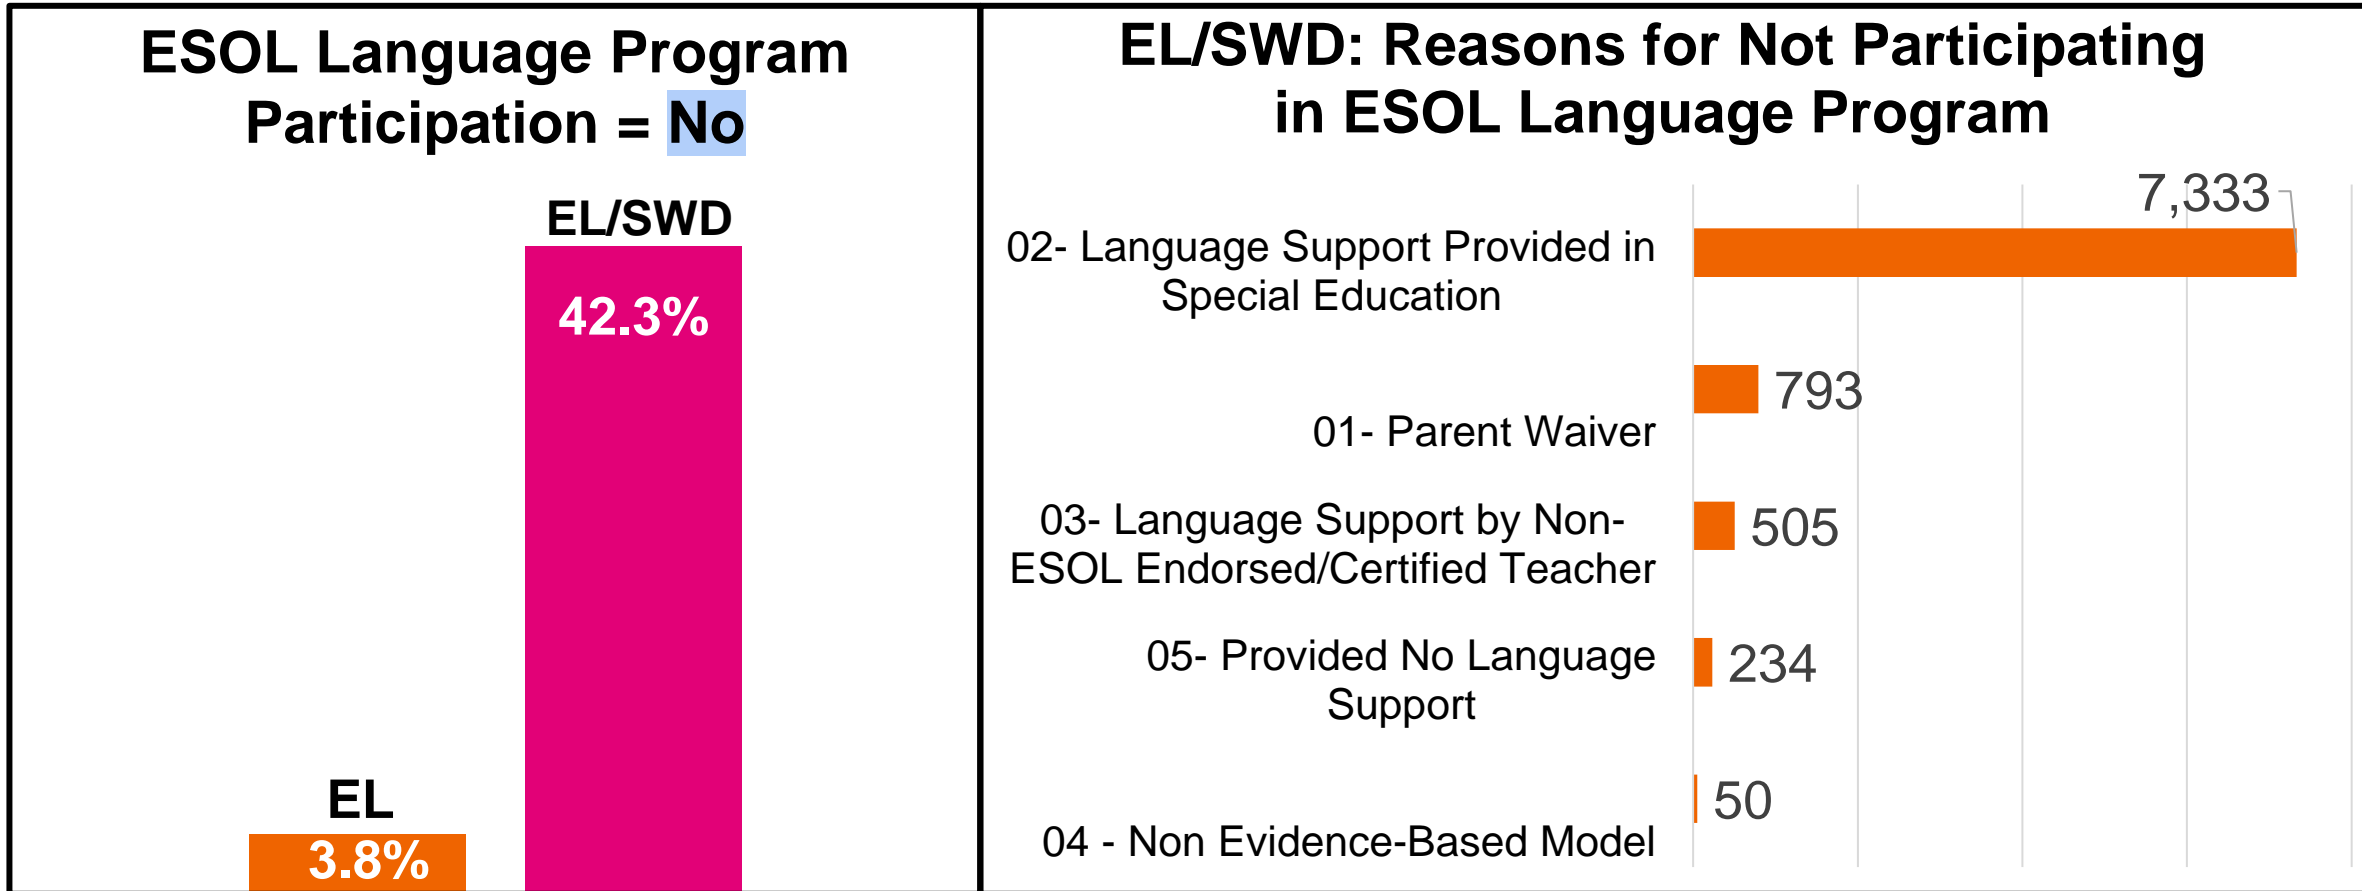 ESOL Language Program
Participation = No
EL/SWD
42.3%
EL
3.8%
EL/SWD: Reasons for Not Participating
in ESOL Language Program
7,333
02- Language Support Provided in
Special Education
793
01- Parent Waiver
03- Language Support by Non-
ESOL Endorsed/Certified Teacher
505
05- Provided No Language
Support
234
50
04 - Non Evidence-Based Model